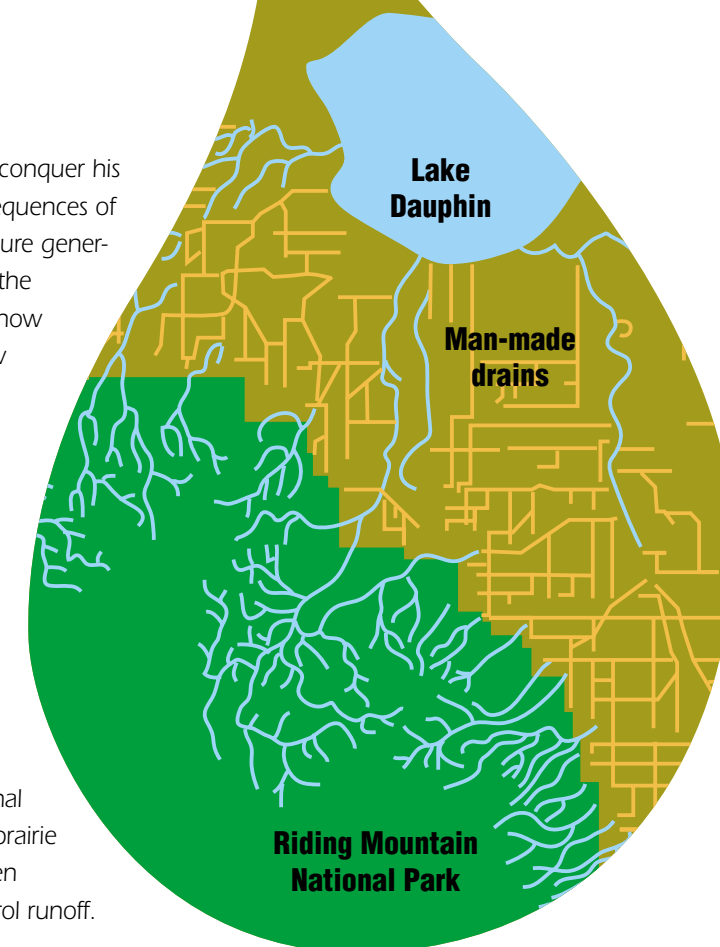 conquer his
equences of
ure gener-
the
now
Lake
Dauphin
Man-made
drains
nal
prairie
en
rol runoff.
Riding Mountain
National Park